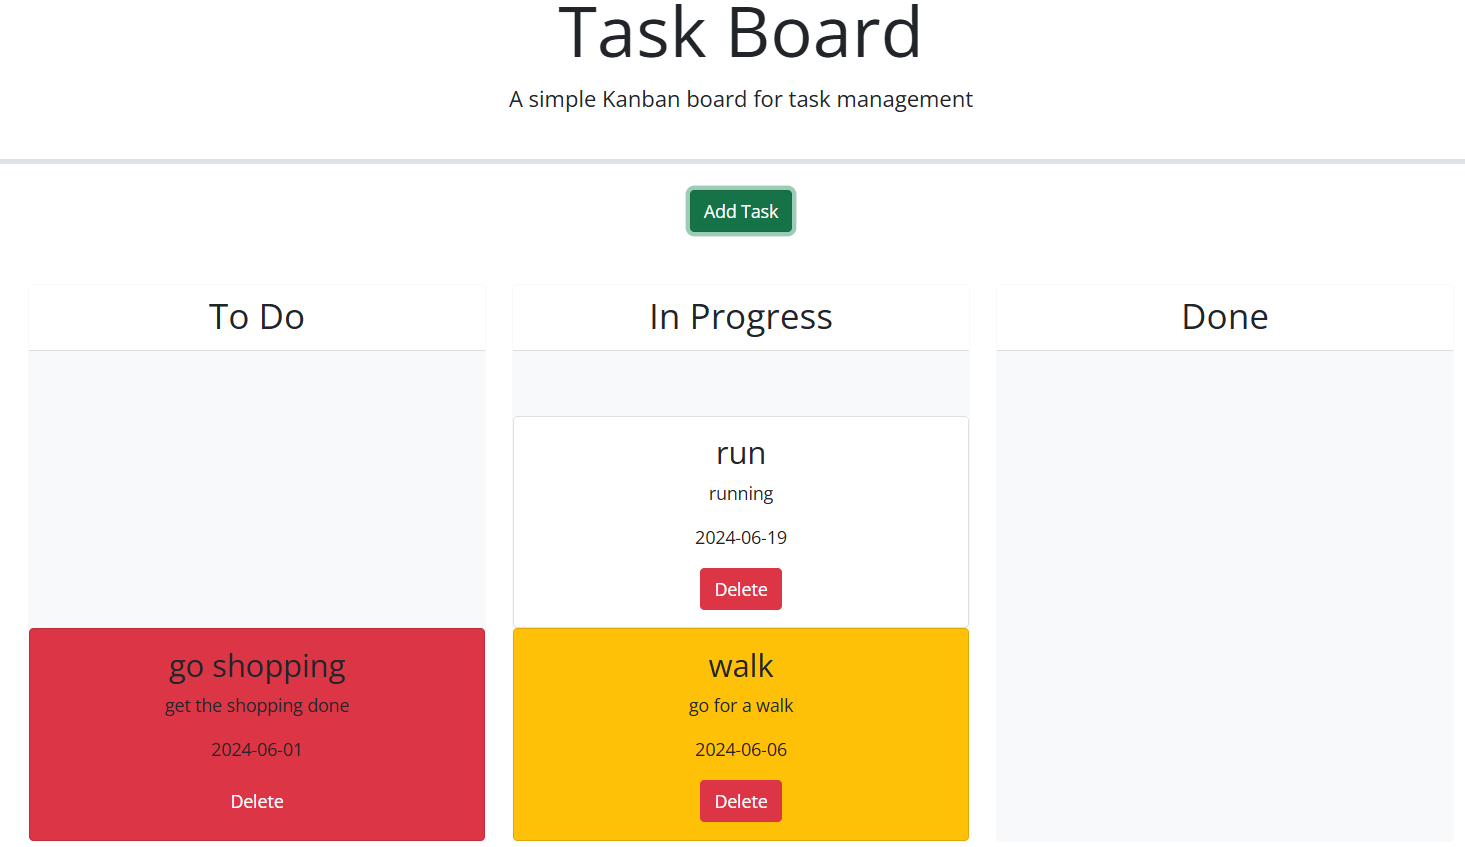 Task Board
A simple Kanban board for task management
Add Task
To Do
go shopping
get the shopping done
2024-06-01
Delete
In Progress
run
running
2024-06-19
Delete
walk
go for a walk
2024-06-06
Delete
Done